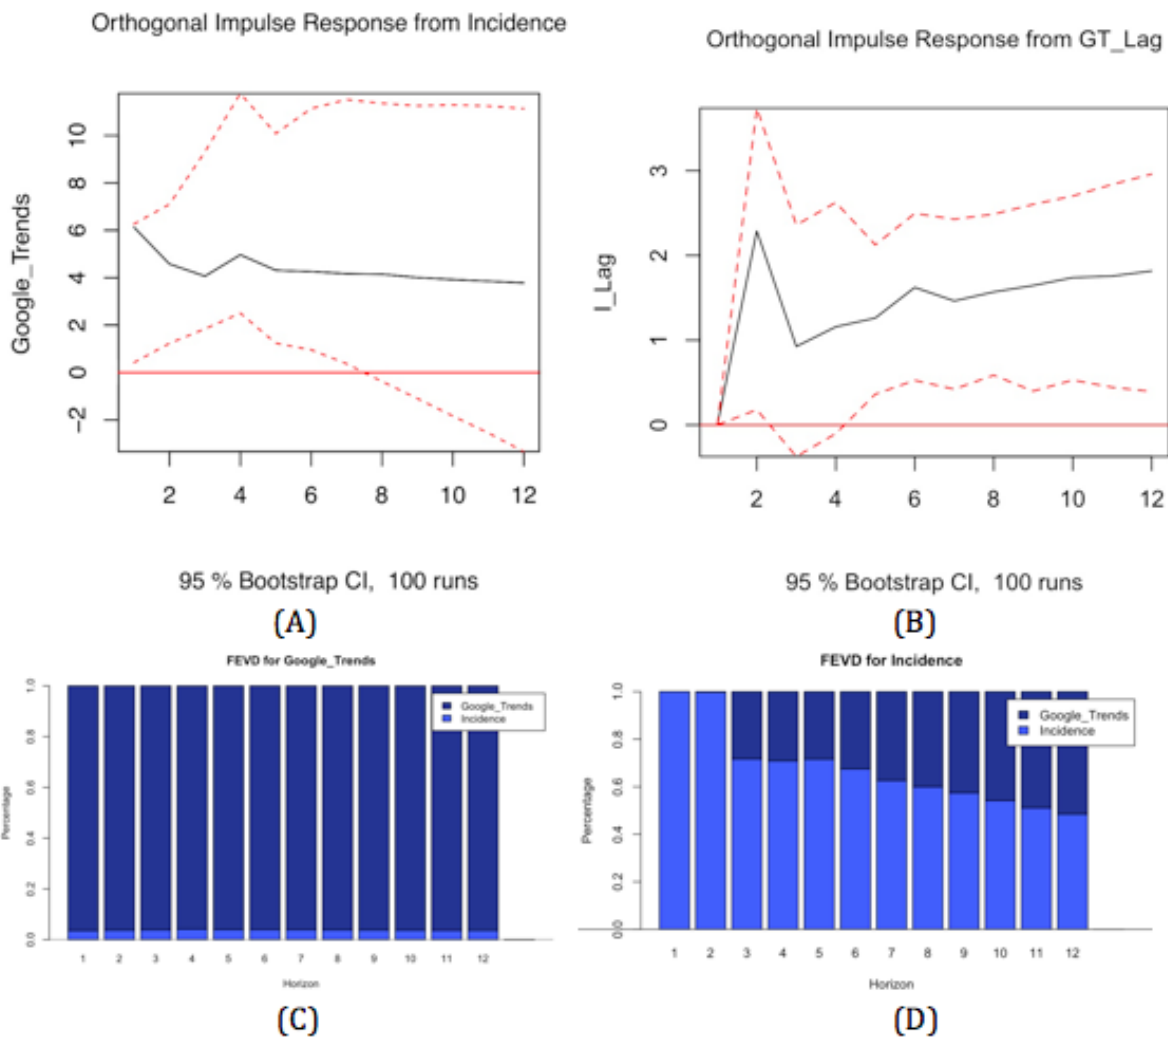 Orthogonal Impulse Response from Incidence
Google_Trends
10
8
6
4
2
0
−2
2 4 6 8 10 12
95 % Bootstrap CI, 100 runs
(A)
Orthogonal Impulse Response from GT_Lag
I_Lag
3
2
1
0
2 4 6 8 10 12
95 % Bootstrap CI, 100 runs
(B)
FEVD for Google_Trends
Google_Trends
Incidence
Percentage
1.0
0.8
0.6
0.4
0.2
0.0
1 2 3 4 5 6 7 8 9 10 11 12
Horizon
(C)
FEVD for Incidence
Google_Trends
Incidence
Percentage
1.0
0.8
0.6
0.4
0.2
0.0
1 2 3 4 5 6 7 8 9 10 11 12
Horizon
(D)